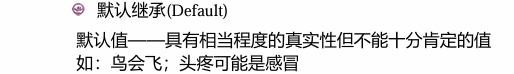 默认继承(Default)
默认值——具有相当程度的真实性但不能十分肯定的值
如：鸟会飞；头疼可能是感冒